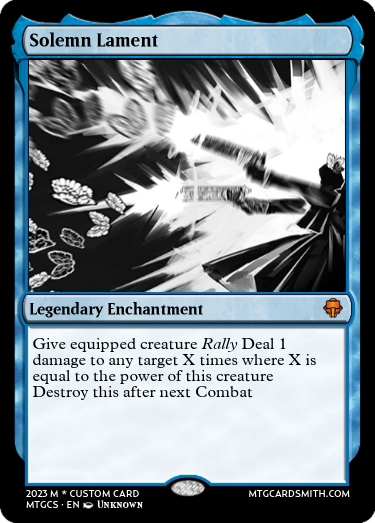 Solemn Lament
Legendary Enchantment
Give equipped creature Rally Deal 1
damage to any target X times where X is
equal to the power of this creature
Destroy this after next Combat
2023 M * CUSTOM CARD
MTGCARDSMITH.COM
MTGCS · EN Unknown